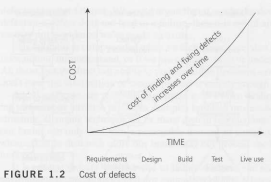 COST
cost of finding and fixing defects
increases over time
TIME
Requirements Design Build Test Live use
FIGURE 1.2 Cost of defects